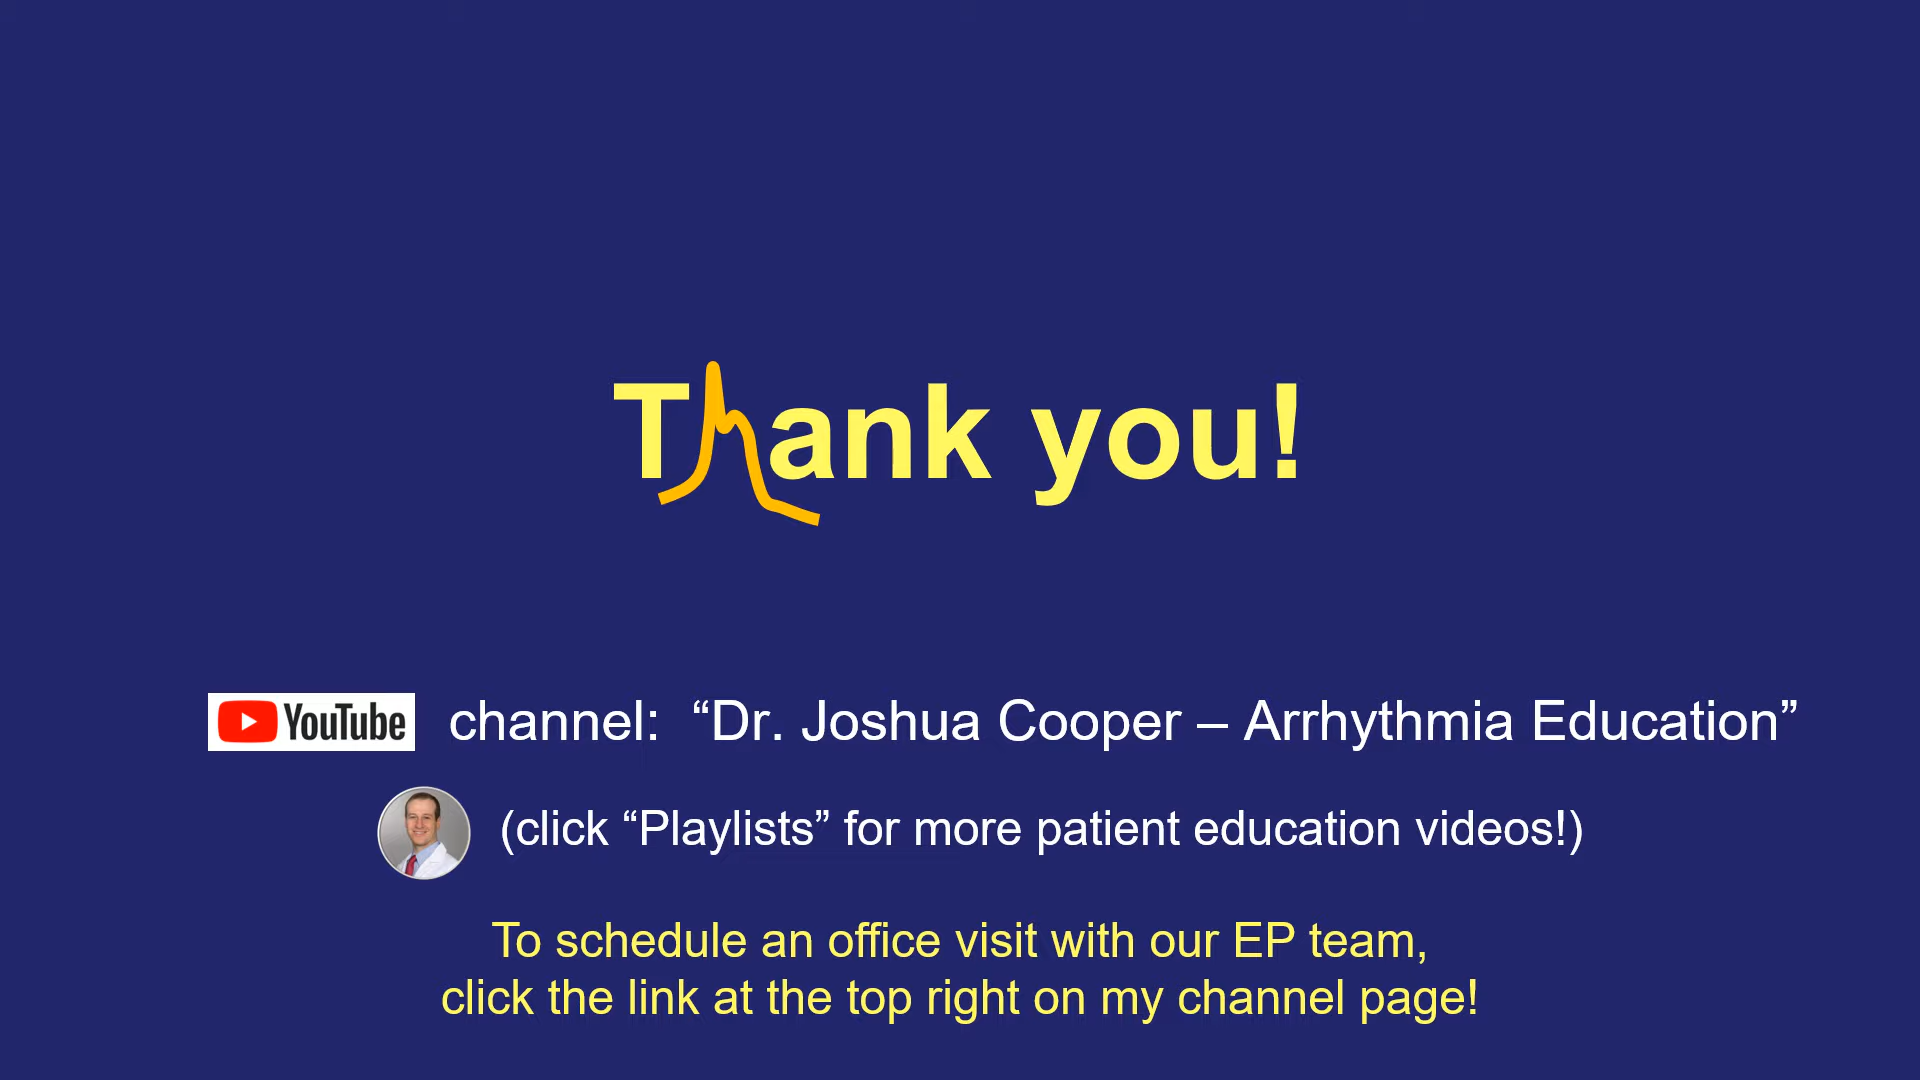 Thank you!
YouTube channel: “Dr. Joshua Cooper – Arrhythmia Education”
(click “Playlists” for more patient education videos!)
To schedule an office visit with our EP team,
click the link at the top right on my channel page!